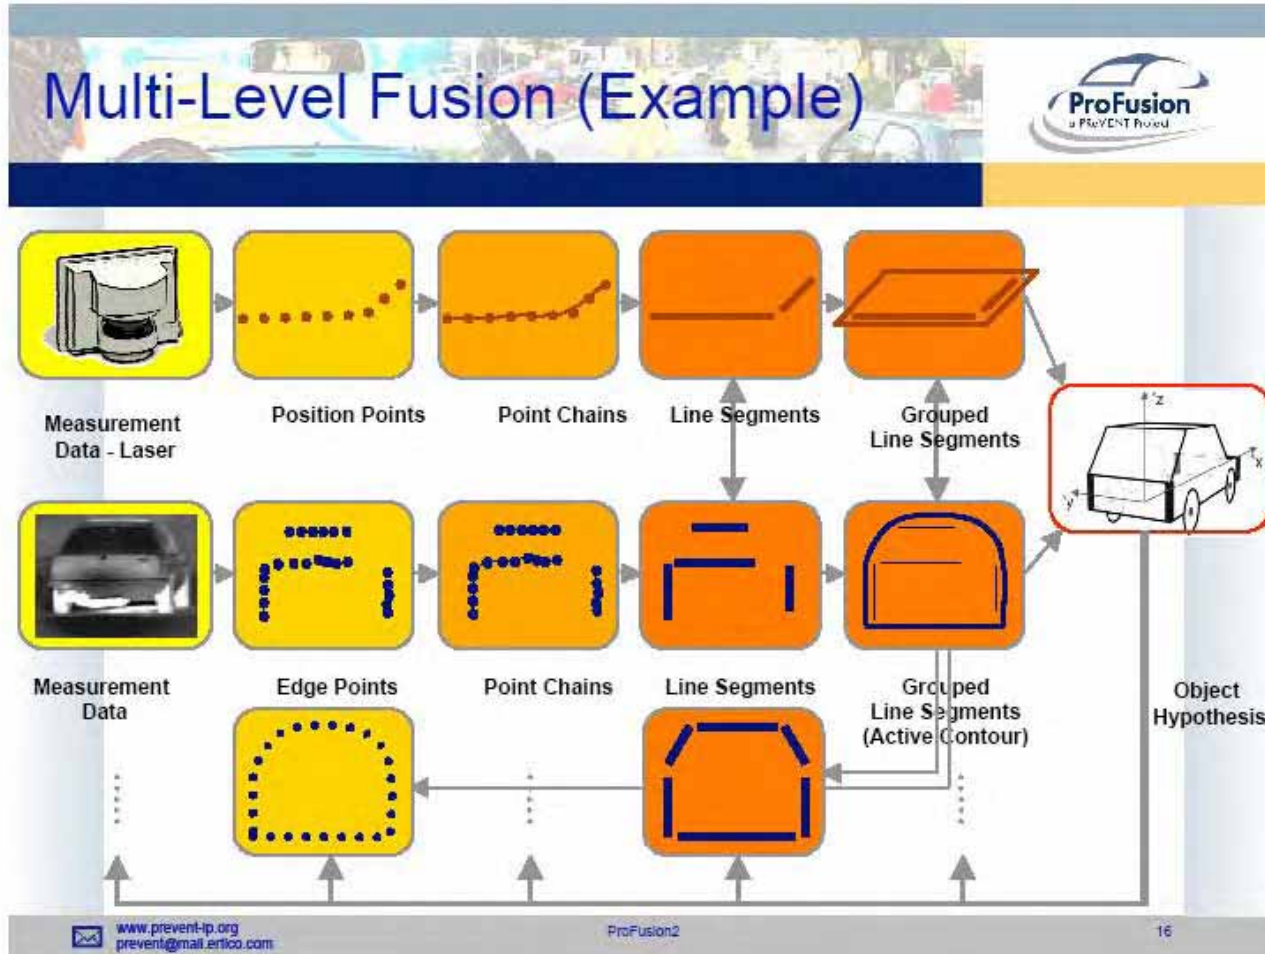 Multi-Level Fusion (Example)
ProFusion
a PReVENT Project
Measurement
Data - Laser
Position Points
Point Chains
Line Segments
Grouped
Line Segments
z
x
y
Measurement
Data
Edge Points
Point Chains
Line Segments
Grouped
Line Segments
(Active Contour)
Object
Hypothesis
www.prevent-ip.org
prevent@mail.ertico.com
ProFusion2
16